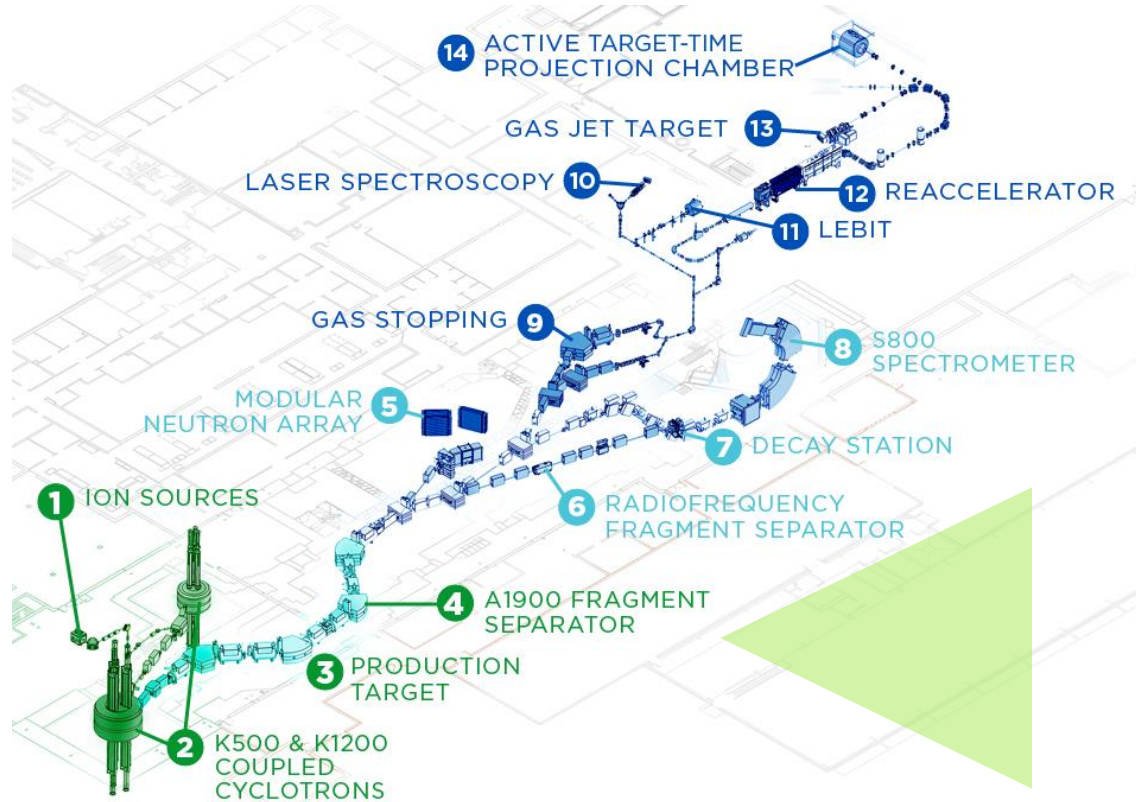 14 ACTIVE TARGET-TIME
PROJECTION CHAMBER
GAS JET TARGET 13
LASER SPECTROSCOPY 10
12 REACCELERATOR
11 LEBIT
GAS STOPPING 9
8 S800
SPECTROMETER
MODULAR
NEUTRON ARRAY 5
7 DECAY STATION
1 ION SOURCES
6 RADIOFREQUENCY
FRAGMENT SEPARATOR
4 A1900 FRAGMENT
SEPARATOR
3 PRODUCTION
TARGET
2 K500 & K1200
COUPLED
CYCLOTRONS